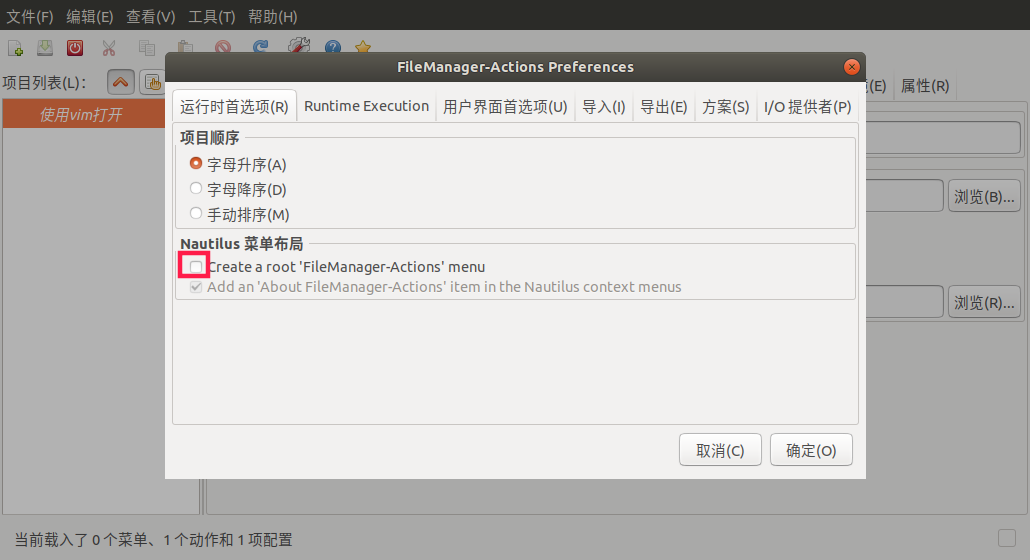 文件(F) 编辑(E) 查看(V) 工具(T) 帮助(H)
项目列表(L)：
(E) 属性(R)
使用vim打开
FileManager-Actions Preferences
运行时首选项(R) Runtime Execution 用户界面首选项(U) 导入(I) 导出(E) 方案(S) I/O 提供者(P)
项目顺序
字母升序(A)
字母降序(D)
手动排序(M)
浏览(B)...
Nautilus 菜单布局
Create a root 'FileManager-Actions' menu
Add an 'About FileManager-Actions' item in the Nautilus context menus
浏览(R)...
取消(C) 确定(O)
当前载入了 0 个菜单、1 个动作和 1 项配置